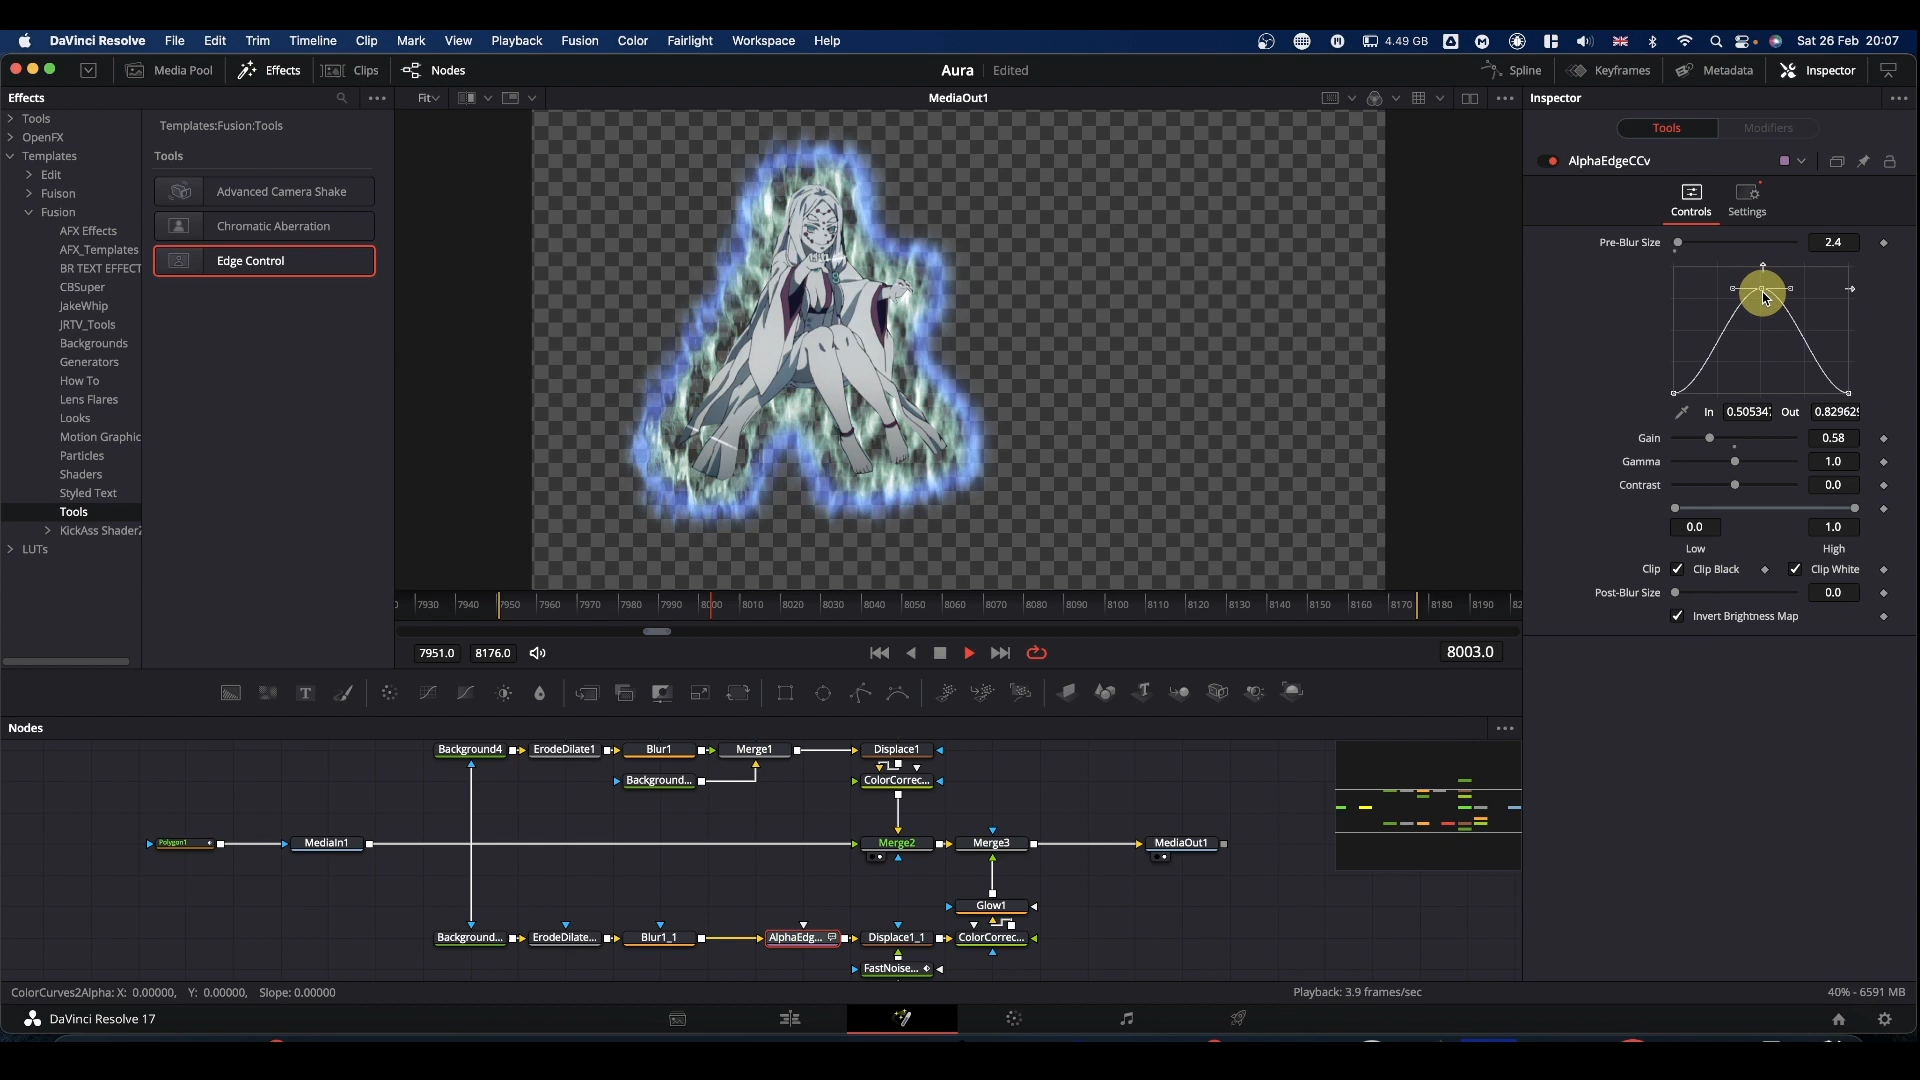 DaVinci Resolve File Edit Trim Timeline Clip Mark View Playback Fusion Color Fairlight Workspace Help 4.49 GB Sat 26 Feb 20:07
Media Pool Effects Clips Nodes Aura Edited Spline Keyframes Metadata Inspector
Effects Fit MediaOut1 Inspector
Tools
OpenFX
Templates
Edit
Fuison
Fusion
AFX Effects
AFX_Templates
BR TEXT EFFECT
CBSuper
JakeWhip
JRTV_Tools
Backgrounds
Generators
How To
Lens Flares
Looks
Motion Graphic
Particles
Shaders
Styled Text
Tools
KickAss Shader
LUTs
Templates:Fusion:Tools
Tools
Advanced Camera Shake
Chromatic Aberration
Edge Control
Tools Modifiers
AlphaEdgeCCv
Controls Settings
Pre-Blur Size 2.4
In 0.50534 Out 0.82962
Gain 0.58
Gamma 1.0
Contrast 0.0
0.0 1.0
Low High
Clip Clip Black Clip White
Post-Blur Size 0.0
Invert Brightness Map
7930 7940 7950 7960 7970 7980 7990 8000 8010 8020 8030 8040 8050 8060 8070 8080 8090 8100 8110 8120 8130 8140 8150 8160 8170 8180 8190 82
7951.0 8176.0 8003.0
Nodes
Background4 ErodeDilate1 Blur1 Merge1 Displace1
Background... ColorCorrec...
Polygon1 MediaIn1 Merge2 Merge3 MediaOut1
Glow1
Background... ErodeDilate... Blur1_1 AlphaEdg... Displace1_1 ColorCorrec...
FastNoise...
ColorCurves2Alpha: X: 0.00000, Y: 0.00000, Slope: 0.00000 Playback: 3.9 frames/sec 40% - 6591 MB
DaVinci Resolve 17